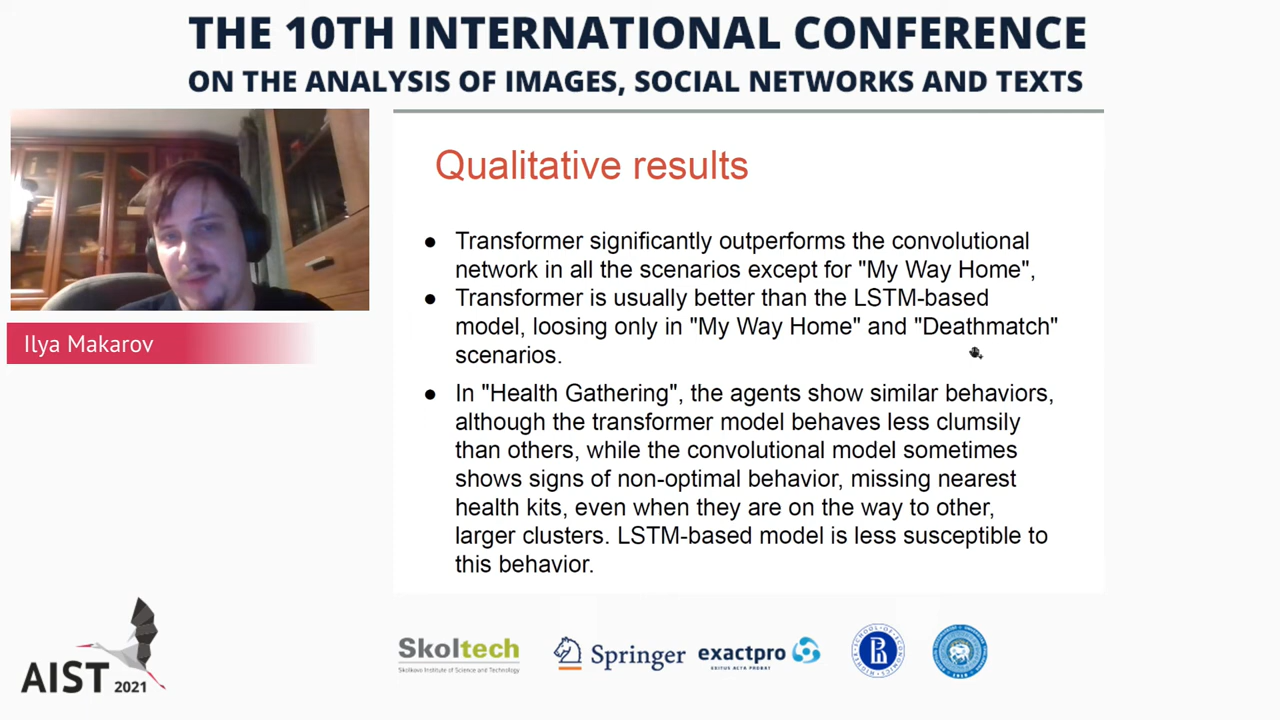 THE 10TH INTERNATIONAL CONFERENCE
ON THE ANALYSIS OF IMAGES, SOCIAL NETWORKS AND TEXTS
Qualitative results
● Transformer significantly outperforms the convolutional
network in all the scenarios except for "My Way Home",
● Transformer is usually better than the LSTM-based
model, loosing only in "My Way Home" and "Deathmatch"
scenarios.
● In "Health Gathering", the agents show similar behaviors,
although the transformer model behaves less clumsily
than others, while the convolutional model sometimes
shows signs of non-optimal behavior, missing nearest
health kits, even when they are on the way to other,
larger clusters. LSTM-based model is less susceptible to
this behavior.
Ilya Makarov
AIST 2021
Skoltech
Skolkovo Institute of Science and Technology
Springer
exactpro
EXITUS ACTA PROBAT